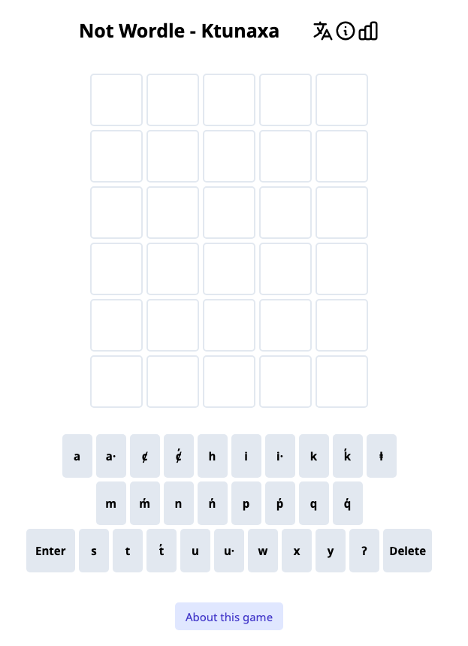 Not Wordle - Ktunaxa
a a· ȼ ȼ̓ h i i· k k̓ ⱡ
m m̓ n n̓ p p̓ q q̓
Enter s t t̓ u u· w x y ʔ Delete
About this game